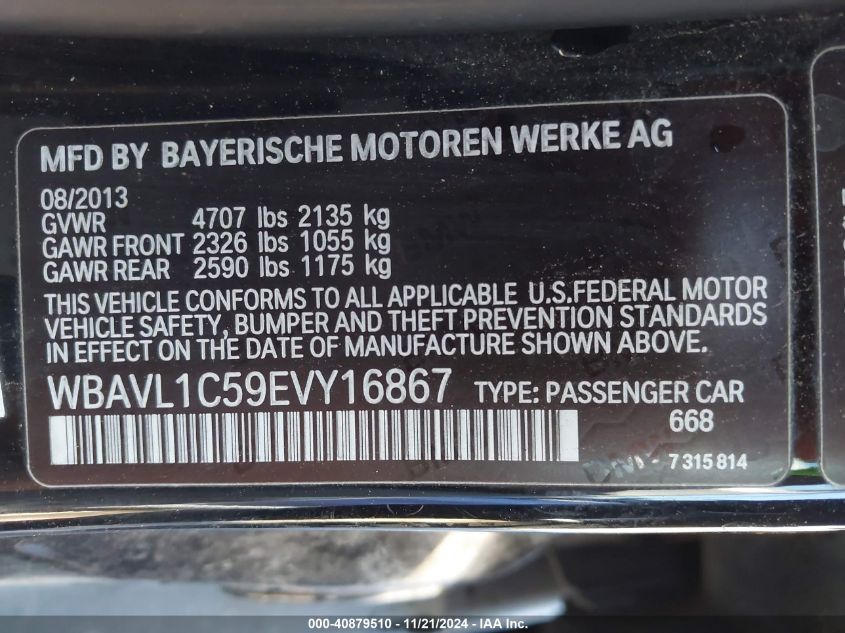 MFD BY BAYERISCHE MOTOREN WERKE AG
08/2013
GVWR 4707 lbs 2135 kg
GAWR FRONT 2326 lbs 1055 kg
GAWR REAR 2590 lbs 1175 kg
THIS VEHICLE CONFORMS TO ALL APPLICABLE U.S.FEDERAL MOTOR
VEHICLE SAFETY, BUMPER AND THEFT PREVENTION STANDARDS
IN EFFECT ON THE DATE OF MANUFACTURE SHOWN ABOVE.
WBAVL1C59EVY16867 TYPE: PASSENGER CAR
668
BMW - 7 315 814
000-40879510 - 11/21/2024 - IAA Inc.